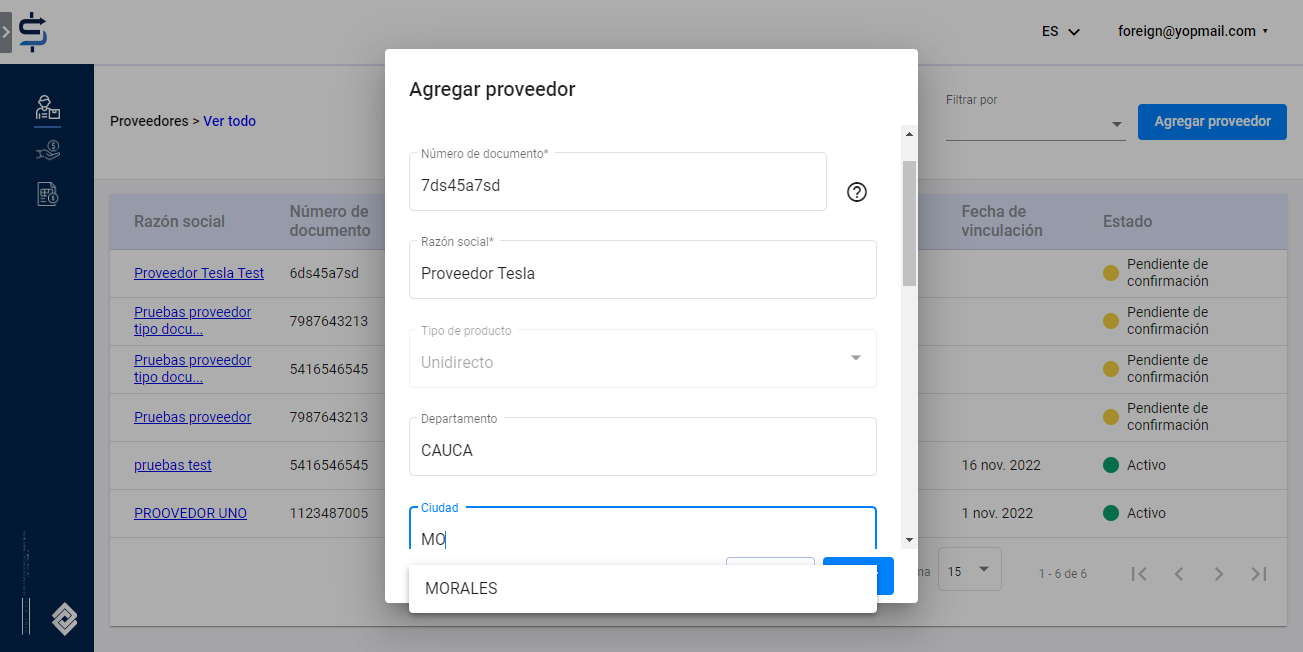 ES
foreign@yopmail.com
Proveedores > Ver todo
Filtrar por
Agregar proveedor
Razón social
Número de
documento
Fecha de
vinculación
Estado
Proveedor Tesla Test
6ds45a7sd
Pendiente de
confirmación
Pruebas proveedor
tipo docu...
7987643213
Pendiente de
confirmación
Pruebas proveedor
tipo docu...
5416546545
Pendiente de
confirmación
Pruebas proveedor
7987643213
Pendiente de
confirmación
pruebas test
5416546545
16 nov. 2022
Activo
PROOVEDOR UNO
1123487005
1 nov. 2022
Activo
15
1 - 6 de 6
Agregar proveedor
Número de documento*
7ds45a7sd
Razón social*
Proveedor Tesla
Tipo de producto
Unidirecto
Departamento
CAUCA
Ciudad
MO
MORALES